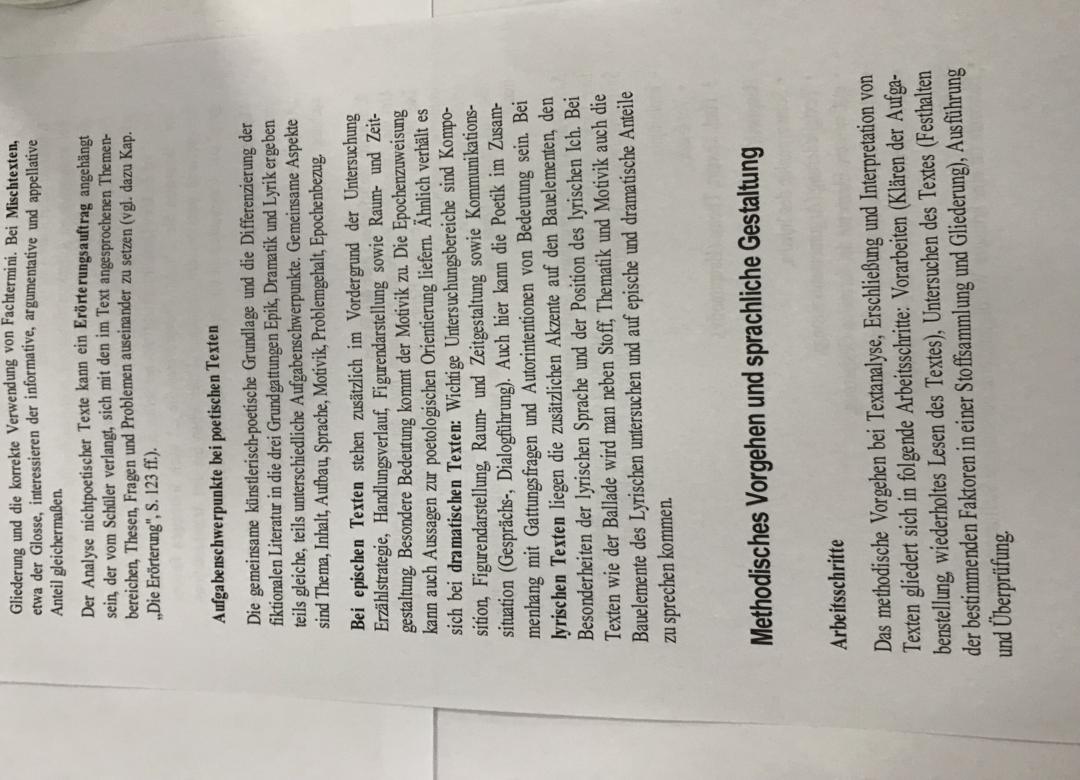 Gliederung und die korrekte Verwendung von Fachtermini. Bei Mischtexten,
etwa der Glosse, interessieren der informative, argumentative und appellative
Anteil gleichermaßen.
Der Analyse nichtpoetischer Texte kann ein Erörterungsauftrag angehängt
sein, der vom Schüler verlangt, sich mit den im Text angesprochenen Themen-
bereichen, Thesen, Fragen und Problemen auseinander zu setzen (vgl. dazu Kap.
„Die Erörterung", S. 123 ff.).
Aufgabenschwerpunkte bei poetischen Texten
Die gemeinsame künstlerisch-poetische Grundlage und die Differenzierung der
fiktionalen Literatur in die drei Grundgattungen Epik, Dramatik und Lyrik ergeben
teils gleiche, teils unterschiedliche Aufgabenschwerpunkte. Gemeinsame Aspekte
sind Thema, Inhalt, Aufbau, Sprache, Motivik, Problemgehalt, Epochenbezug.
Bei epischen Texten stehen zusätzlich im Vordergrund der Untersuchung
Erzählstrategie, Handlungsverlauf, Figurendarstellung sowie Raum- und Zeit-
gestaltung. Besondere Bedeutung kommt der Motivik zu. Die Epochenzuweisung
kann auch Aussagen zur poetologischen Orientierung liefern. Ähnlich verhält es
sich bei dramatischen Texten: Wichtige Untersuchungsbereiche sind Kompo-
sition, Figurendarstellung, Raum- und Zeitgestaltung sowie Kommunikations-
situation (Gesprächs-, Dialogführung). Auch hier kann die Poetik im Zusam-
menhang mit Gattungsfragen und Autorintentionen von Bedeutung sein. Bei
lyrischen Texten liegen die zusätzlichen Akzente auf den Bauelementen, den
Besonderheiten der lyrischen Sprache und der Position des lyrischen Ich. Bei
Texten wie der Ballade wird man neben Stoff, Thematik und Motivik auch die
Bauelemente des Lyrischen untersuchen und auf epische und dramatische Anteile
zu sprechen kommen.
Methodisches Vorgehen und sprachliche Gestaltung
Arbeitsschritte
Das methodische Vorgehen bei Textanalyse, Erschließung und Interpretation von
Texten gliedert sich in folgende Arbeitsschritte: Vorarbeiten (Klären der Aufga-
benstellung, wiederholtes Lesen des Textes), Untersuchen des Textes (Festhalten
der bestimmenden Faktoren in einer Stoffsammlung und Gliederung), Ausführung
und Überprüfung.